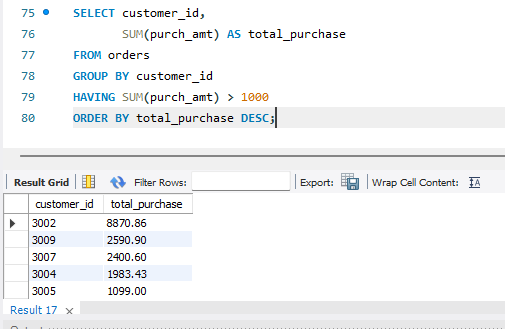 75 SELECT customer_id,
76 SUM(purch_amt) AS total_purchase
77 FROM orders
78 GROUP BY customer_id
79 HAVING SUM(purch_amt) > 1000
80 ORDER BY total_purchase DESC;
Result Grid Filter Rows: Export: Wrap Cell Content: IA
customer_id total_purchase
3002 8870.86
3009 2590.90
3007 2400.60
3004 1983.43
3005 1099.00
Result 17 ×